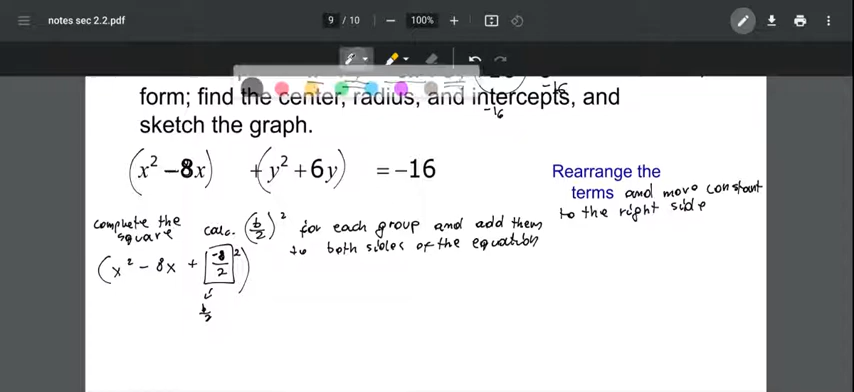 notes sec 2.2.pdf
9 / 10
100%
form; find the center, radius, and intercepts, and
-16
-16
sketch the graph.
(x² -8x) +(y² +6y) = -16
Rearrange the
terms and move constant
to the right side
complete the
square
calc. (b/2)² for each group and add them
to both sides of the equation
(x² - 8x + [-8/2]²)
b/2